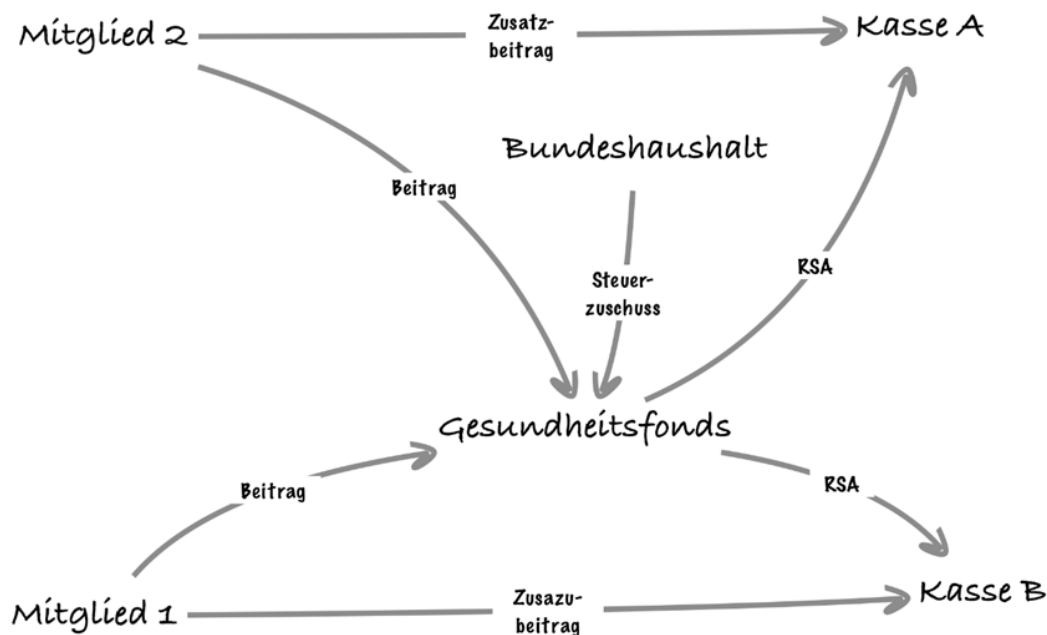 Mitglied 2
Zusatz-
beitrag
Kasse A
Bundeshaushalt
Beitrag
Steuer-
zuschuss
RSA
Gesundheitsfonds
Beitrag
RSA
Mitglied 1
Zusazu-
beitrag
Kasse B